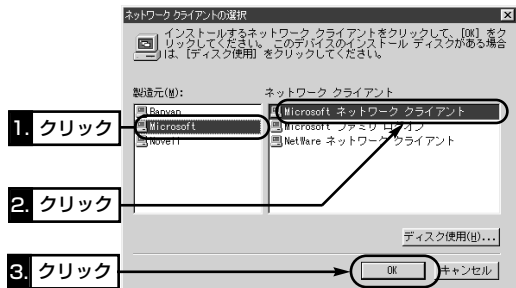 ネットワーク クライアントの選択
インストールするネットワーク クライアントをクリックして、[OK] をク
リックしてください。 このデバイスのインストール ディスクがある場合
は、[ディスク使用] をクリックしてください。
製造元(M):
ネットワーク クライアント
Banyan
Microsoft
Novell
Microsoft ネットワーク クライアント
Microsoft ファミリ ログオン
NetWare ネットワーク クライアント
1. クリック
2. クリック
ディスク使用(H)...
3. クリック
OK
キャンセル